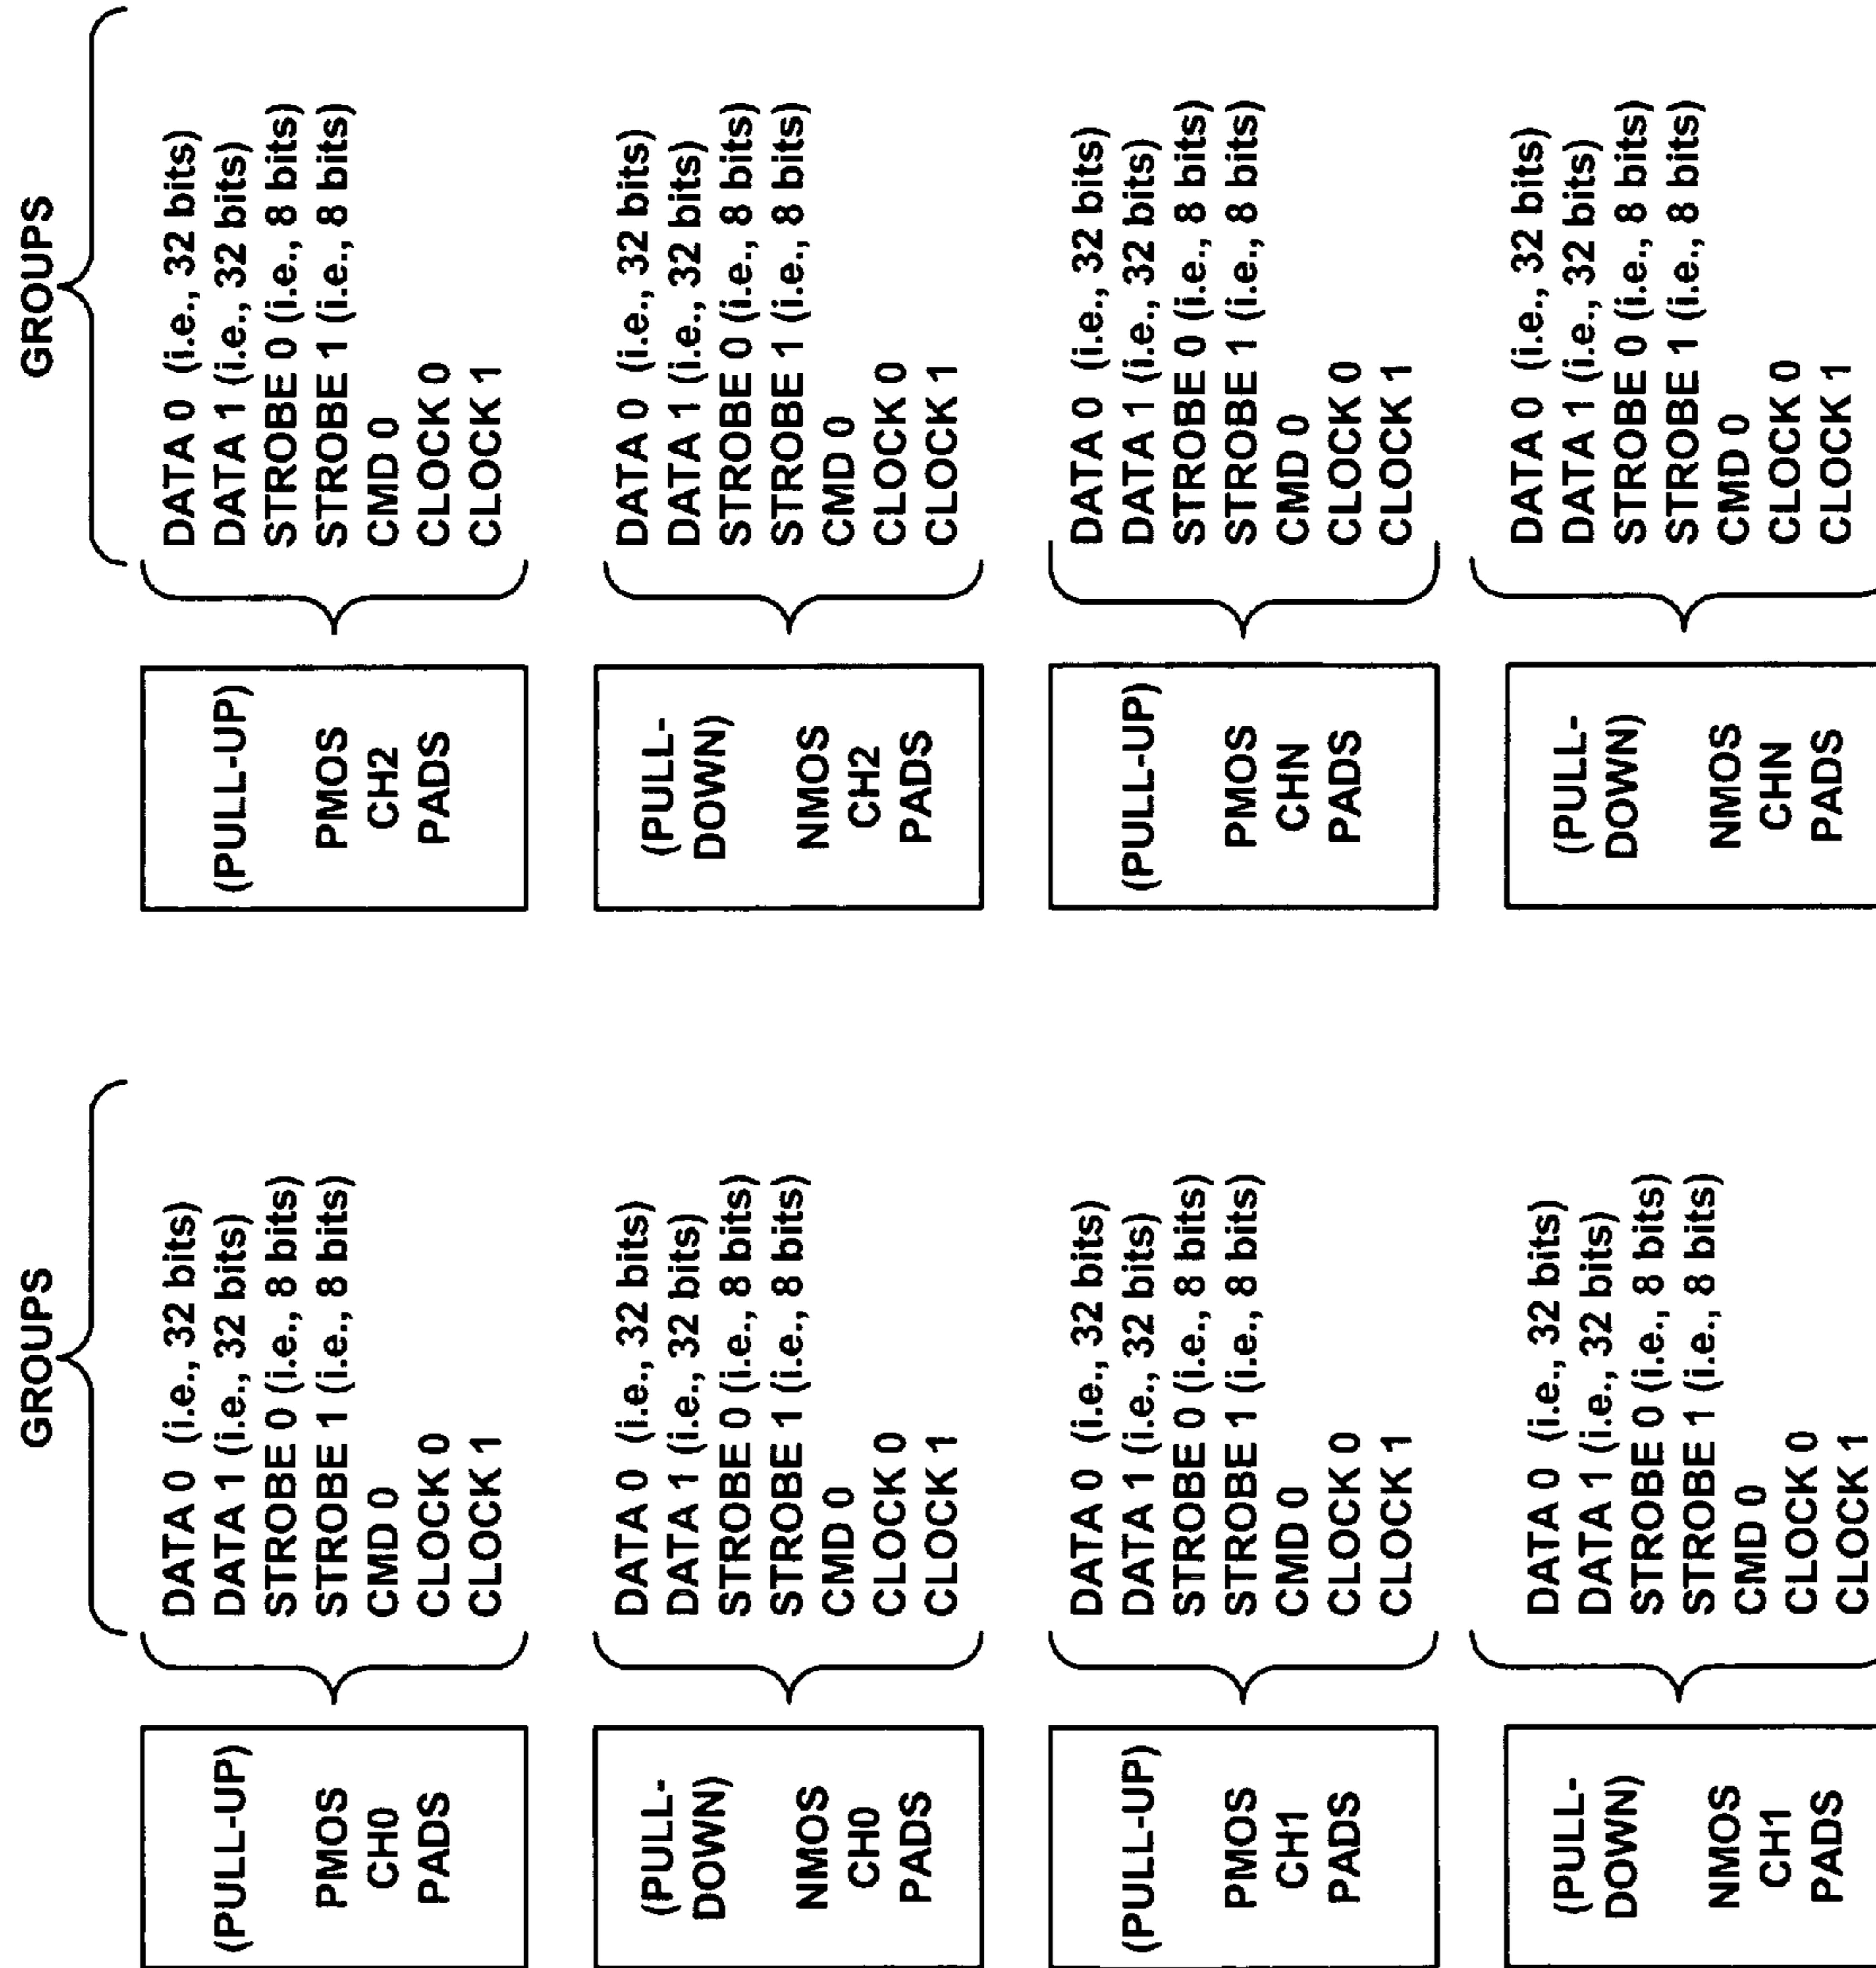 GROUPS
(PULL-UP)
PMOS
CH0
PADS
DATA 0 (i.e., 32 bits)
DATA 1 (i.e., 32 bits)
STROBE 0 (i.e., 8 bits)
STROBE 1 (i.e., 8 bits)
CMD 0
CLOCK 0
CLOCK 1
(PULL-
DOWN)
NMOS
CH0
PADS
DATA 0 (i.e., 32 bits)
DATA 1 (i.e., 32 bits)
STROBE 0 (i.e., 8 bits)
STROBE 1 (i.e., 8 bits)
CMD 0
CLOCK 0
CLOCK 1
(PULL-UP)
PMOS
CH1
PADS
DATA 0 (i.e., 32 bits)
DATA 1 (i.e., 32 bits)
STROBE 0 (i.e., 8 bits)
STROBE 1 (i.e., 8 bits)
CMD 0
CLOCK 0
CLOCK 1
(PULL-
DOWN)
NMOS
CH1
PADS
DATA 0 (i.e., 32 bits)
DATA 1 (i.e., 32 bits)
STROBE 0 (i.e., 8 bits)
STROBE 1 (i.e., 8 bits)
CMD 0
CLOCK 0
CLOCK 1
GROUPS
(PULL-UP)
PMOS
CH2
PADS
DATA 0 (i.e., 32 bits)
DATA 1 (i.e., 32 bits)
STROBE 0 (i.e., 8 bits)
STROBE 1 (i.e., 8 bits)
CMD 0
CLOCK 0
CLOCK 1
(PULL-
DOWN)
NMOS
CH2
PADS
DATA 0 (i.e., 32 bits)
DATA 1 (i.e., 32 bits)
STROBE 0 (i.e., 8 bits)
STROBE 1 (i.e., 8 bits)
CMD 0
CLOCK 0
CLOCK 1
(PULL-UP)
PMOS
CHN
PADS
DATA 0 (i.e., 32 bits)
DATA 1 (i.e., 32 bits)
STROBE 0 (i.e., 8 bits)
STROBE 1 (i.e., 8 bits)
CMD 0
CLOCK 0
CLOCK 1
(PULL-
DOWN)
NMOS
CHN
PADS
DATA 0 (i.e., 32 bits)
DATA 1 (i.e., 32 bits)
STROBE 0 (i.e., 8 bits)
STROBE 1 (i.e., 8 bits)
CMD 0
CLOCK 0
CLOCK 1